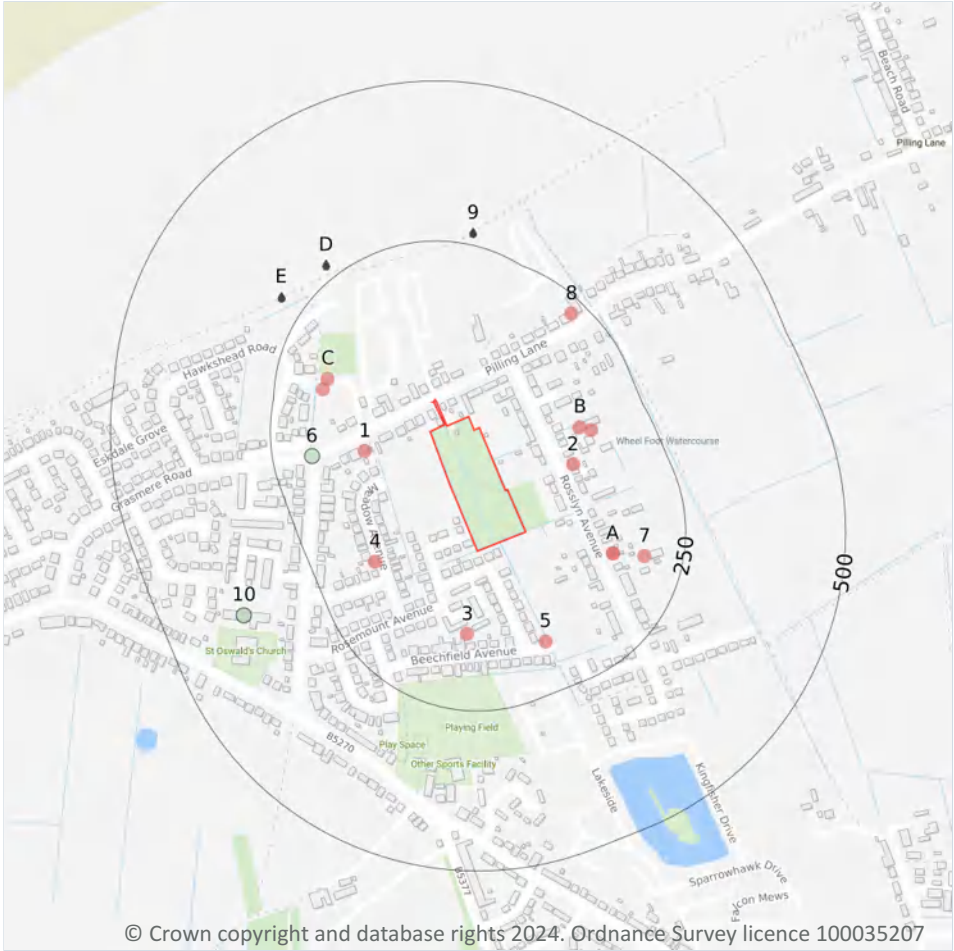 Beach Road
Pilling Lane
9
D
E
8
Hawkshead Road
Pilling Lane
C
B
Eskdale Grove
6
1
2
Wheel Foot Watercourse
Grasmere Road
Meadow Avenue
Rosslyn Avenue
A
7
4
250
500
10
3
5
Rosemount Avenue
St Oswald's Church
Beechfield Avenue
Playing Field
B5270
Play Space
Other Sports Facility
Lakeside
Kingfisher Drive
B5377
Sparrowhawk Drive
Falcon Mews
© Crown copyright and database rights 2024. Ordnance Survey licence 100035207